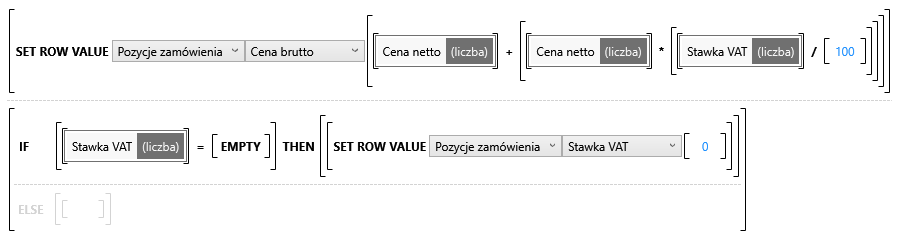 SET ROW VALUE Pozycje zamówienia Cena brutto Cena netto (liczba) + Cena netto (liczba) * Stawka VAT (liczba) / 100
IF Stawka VAT (liczba) = EMPTY THEN SET ROW VALUE Pozycje zamówienia Stawka VAT 0
ELSE